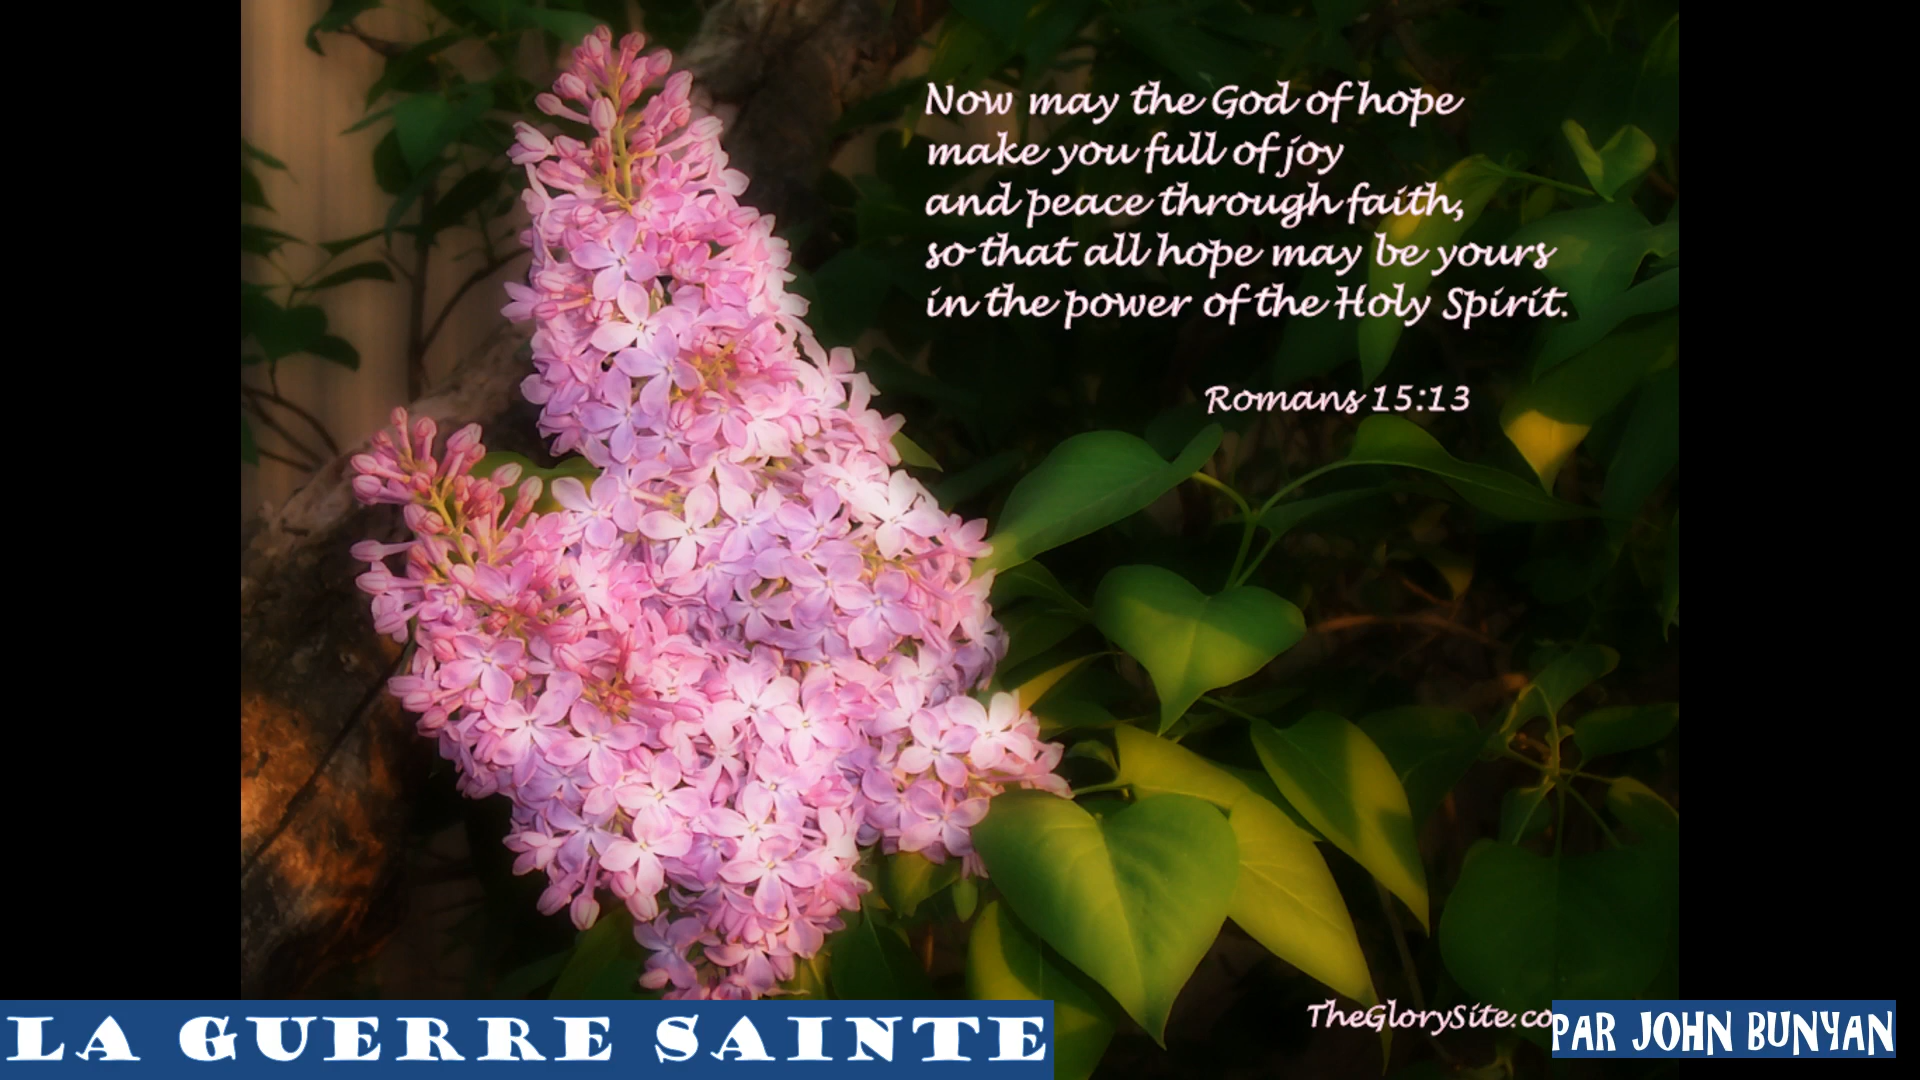 Now may the God of hope
make you full of joy
and peace through faith,
so that all hope may be yours
in the power of the Holy Spirit.
Romans 15:13
TheGlorySite.co
LA GUERRE SAINTE
PAR JOHN BUNYAN